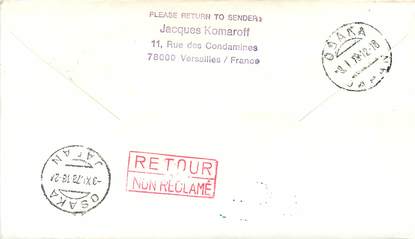 PLEASE RETURN TO SENDER:
Jacques Komaroff
11, Rue des Condamines
78000 Versailles / France
OSAKA
JAPAN
RETOUR
NON RÉCLAMÉ
OSAKA
JAPAN